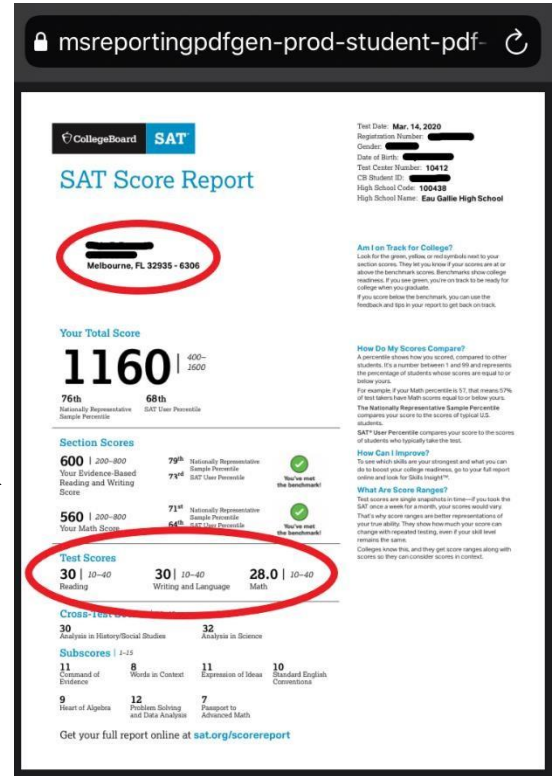 msreportingpdfgen-prod-student-pdf-
CollegeBoard SAT
SAT Score Report
Melbourne, FL 32935 - 6306
Test Date: Mar. 14, 2020
Registration Number:
Gender:
Date of Birth:
Test Center Number: 10412
CB Student ID:
High School Code: 100438
High School Name: Eau Gallie High School
Your Total Score
1160 | 400–
1600
76th 68th
Nationally Representative SAT User Percentile
Sample Percentile
Section Scores
600 | 200–800 79th Nationally Representative
Sample Percentile
Your Evidence-Based 73rd SAT User Percentile
Reading and Writing
Score
You've met
the benchmark!
560 | 200–800 71st Nationally Representative
Sample Percentile
Your Math Score 64th SAT User Percentile
You've met
the benchmark!
Test Scores
30 | 10–40 30 | 10–40 28.0 | 10–40
Reading Writing and Language Math
Cross-Test
30 32
Analysis in History/Social Studies Analysis in Science
Subscores | 1–15
11 8 11 10
Command of Words in Context Expression of Ideas Standard English
Evidence Conventions
9 12 7
Heart of Algebra Problem Solving Passport to
and Data Analysis Advanced Math
Get your full report online at sat.org/scorereport
Am I on Track for College?
Look for the green, yellow, or red symbols next to your
section scores. They let you know if your scores are at or
above the benchmark scores. Benchmarks show college
readiness. If you see green, you're on track to be ready for
college when you graduate.
If you score below the benchmark, you can use the
feedback and tips in your report to get back on track.
How Do My Scores Compare?
A percentile shows how you scored, compared to other
students. It's a number between 1 and 99 and represents
the percentage of students whose scores are equal to or
below yours.
For example, if your Math percentile is 57, that means 57%
of test takers have Math scores equal to or below yours.
The Nationally Representative Sample Percentile
compares your score to the scores of typical U.S.
students.
SAT® User Percentile compares your score to the scores
of students who typically take the test.
How Can I Improve?
To see which skills are your strongest and what you can
do to boost your college readiness, go to your full report
online and look for Skills Insight™.
What Are Score Ranges?
Test scores are single snapshots in time—if you took the
SAT once a week for a month, your scores would vary.
That's why score ranges are better representations of
your true ability. They show how much your score can
change with repeated testing, even if your skill level
remains the same.
Colleges know this, and they get score ranges along with
scores so they can consider scores in context.